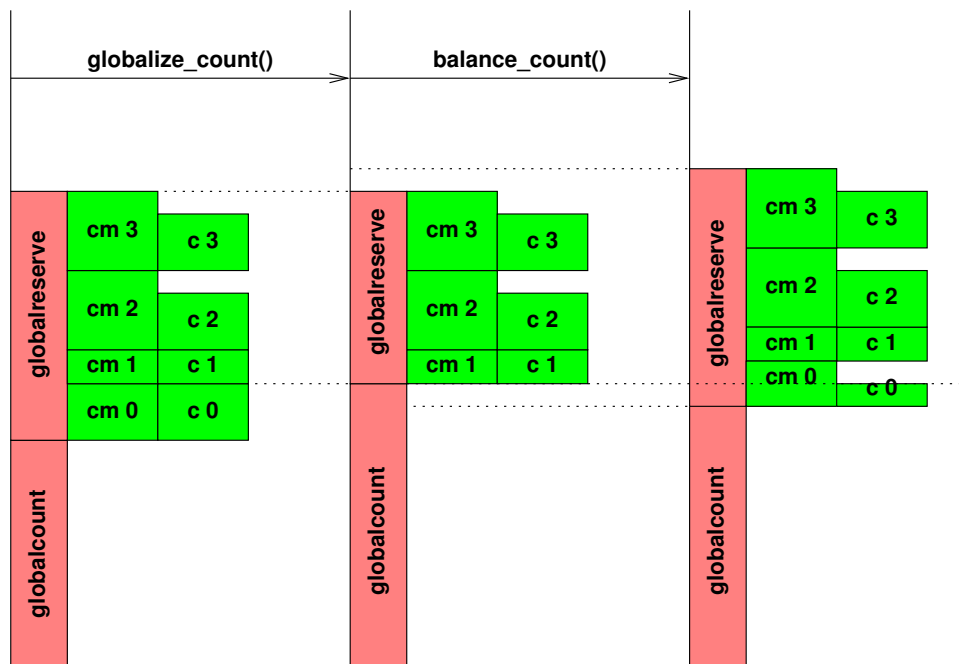 globalize_count()
balance_count()
globalreserve
cm 3
c 3
cm 2
c 2
cm 1
c 1
cm 0
c 0
globalcount
globalreserve
cm 3
c 3
cm 2
c 2
cm 1
c 1
globalcount
globalreserve
cm 3
c 3
cm 2
c 2
cm 1
c 1
cm 0
c 0
globalcount